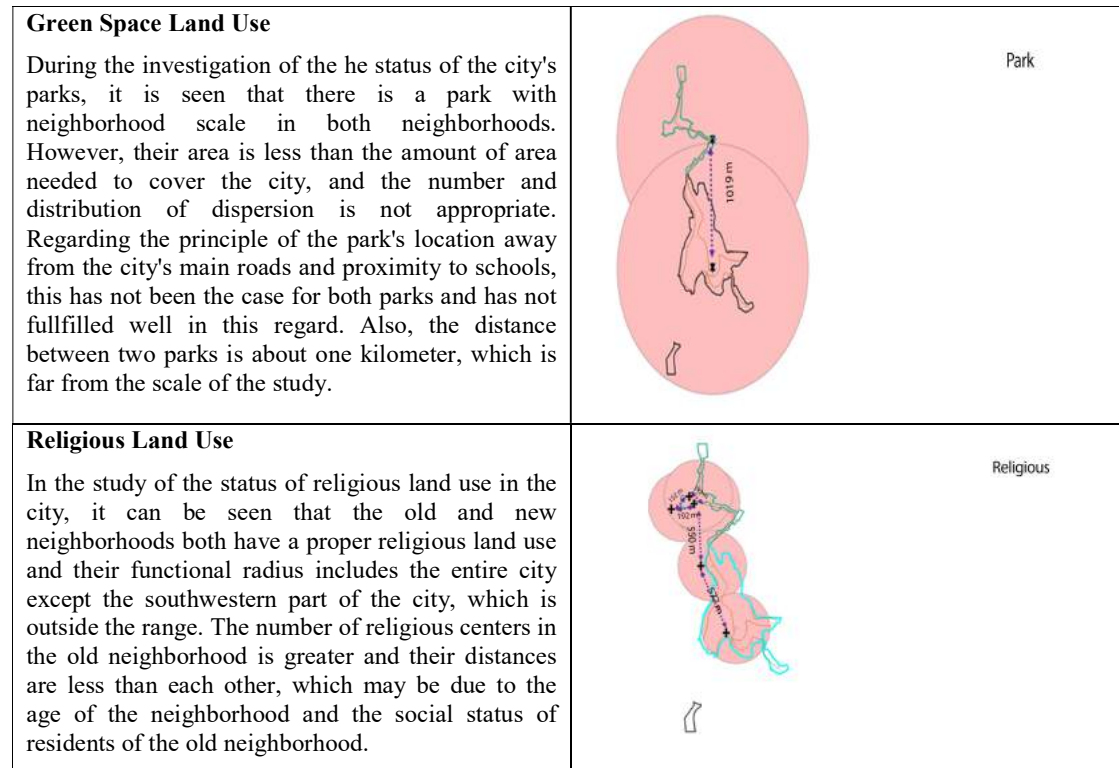 Green Space Land Use
During the investigation of the he status of the city's
parks, it is seen that there is a park with
neighborhood scale in both neighborhoods.
However, their area is less than the amount of area
needed to cover the city, and the number and
distribution of dispersion is not appropriate.
Regarding the principle of the park's location away
from the city's main roads and proximity to schools,
this has not been the case for both parks and has not
fullfilled well in this regard. Also, the distance
between two parks is about one kilometer, which is
far from the scale of the study.
Park
1019 m
Religious Land Use
In the study of the status of religious land use in the
city, it can be seen that the old and new
neighborhoods both have a proper religious land use
and their functional radius includes the entire city
except the southwestern part of the city, which is
outside the range. The number of religious centers in
the old neighborhood is greater and their distances
are less than each other, which may be due to the
age of the neighborhood and the social status of
residents of the old neighborhood.
Religious
192 m
550 m